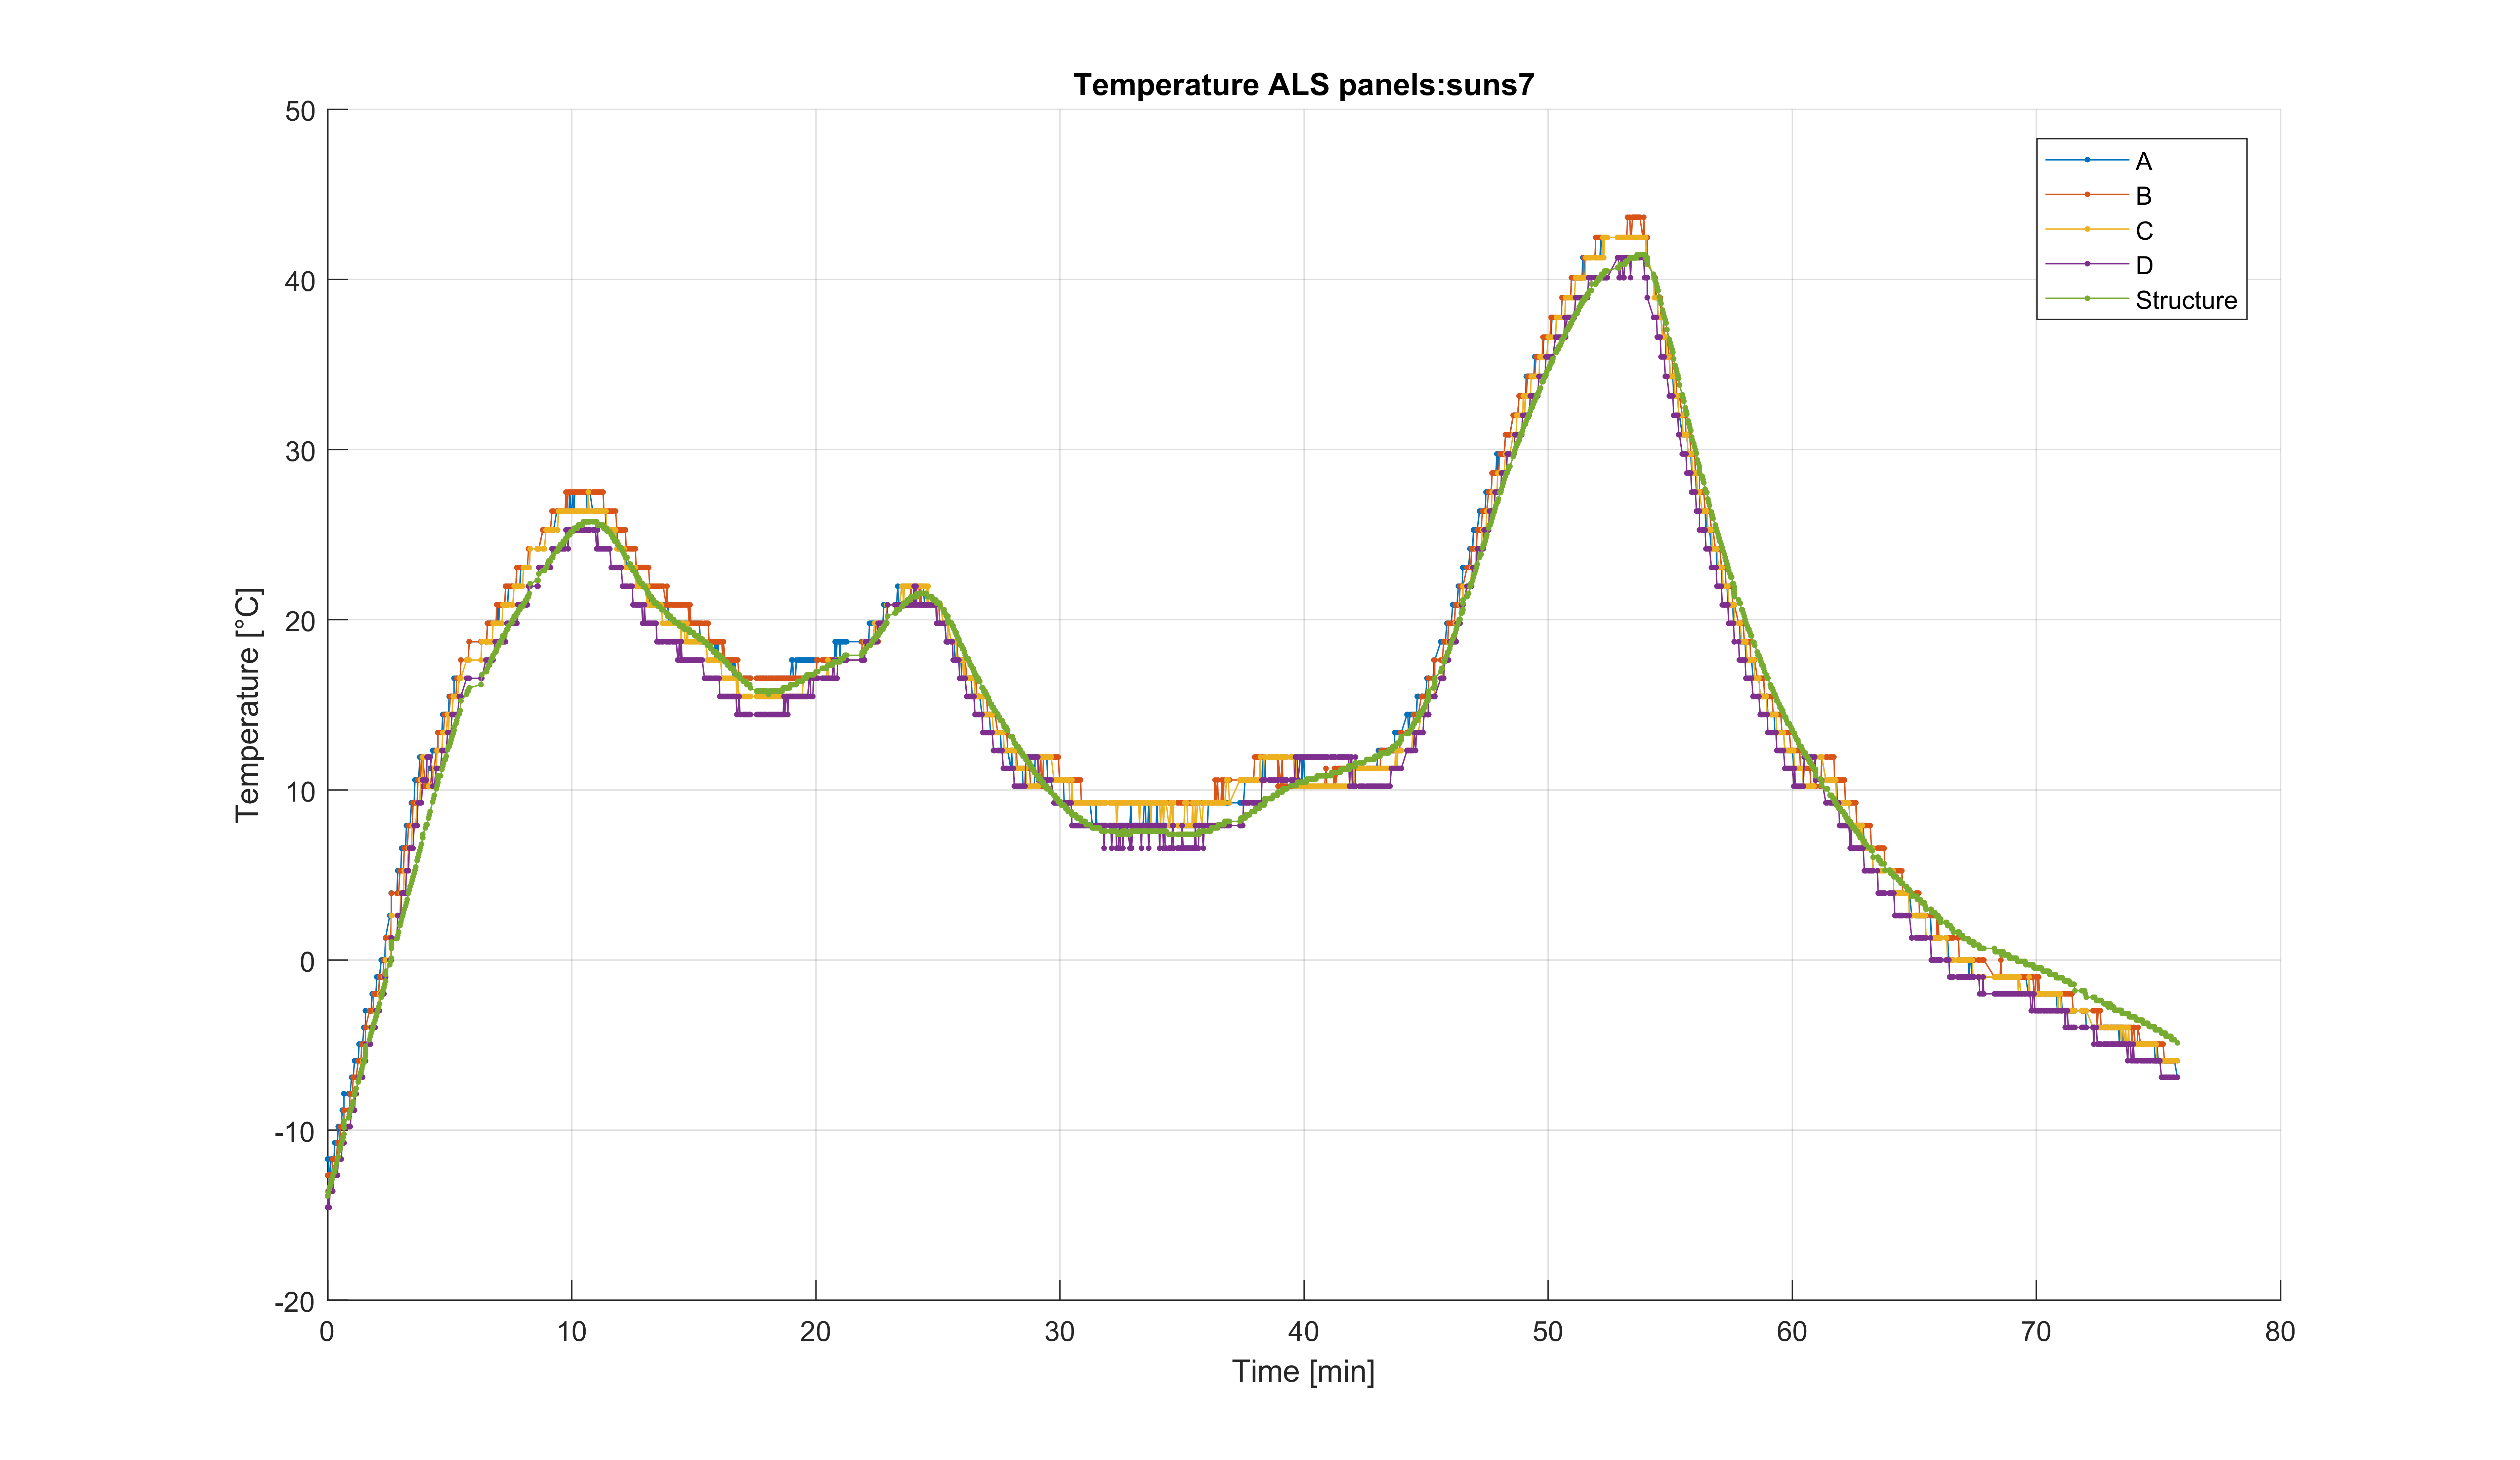 Temperature ALS panels:suns7
50
40
30
20
10
0
-10
-20
Temperature [°C]
0 10 20 30 40 50 60 70 80
Time [min]
A
B
C
D
Structure